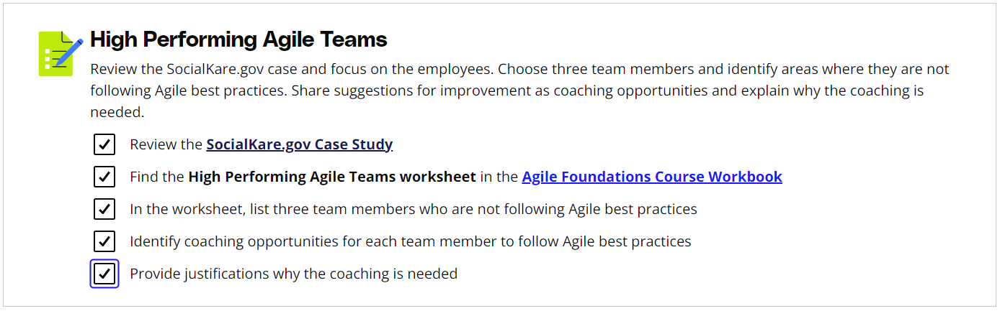 High Performing Agile Teams
Review the SocialKare.gov case and focus on the employees. Choose three team members and identify areas where they are not
following Agile best practices. Share suggestions for improvement as coaching opportunities and explain why the coaching is
needed.
Review the SocialKare.gov Case Study
Find the High Performing Agile Teams worksheet in the Agile Foundations Course Workbook
In the worksheet, list three team members who are not following Agile best practices
Identify coaching opportunities for each team member to follow Agile best practices
Provide justifications why the coaching is needed